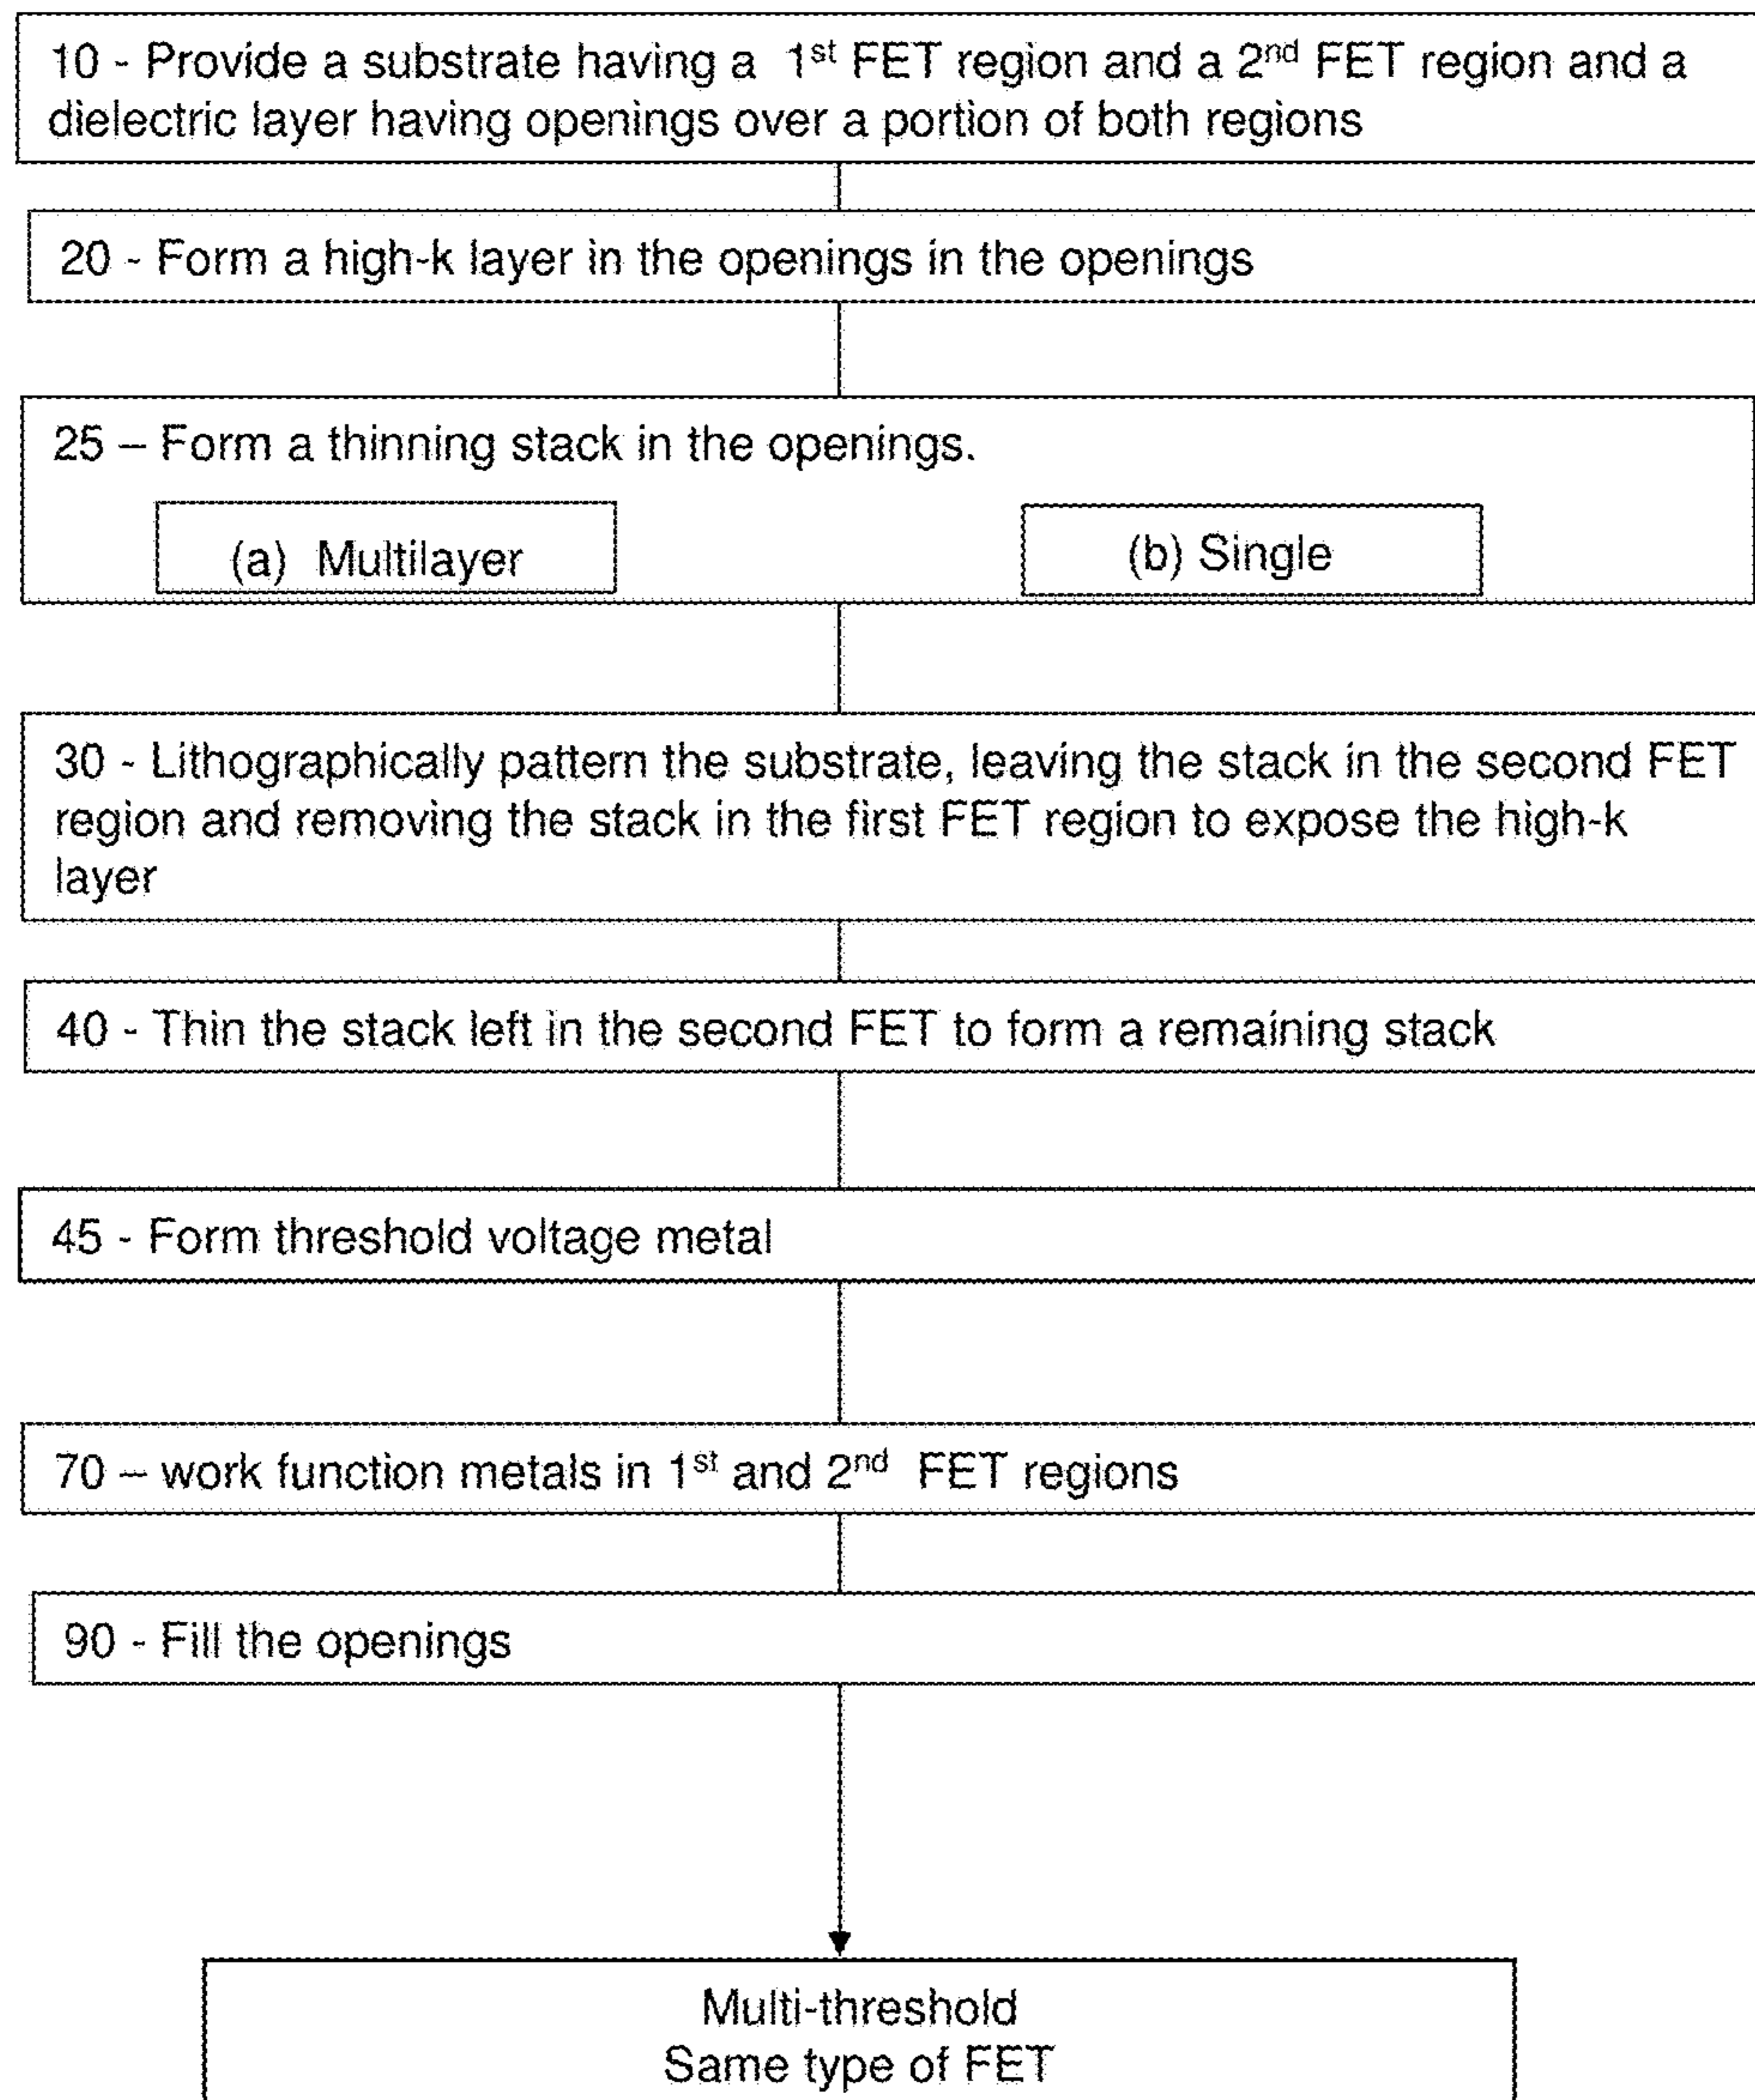 10 - Provide a substrate having a 1st FET region and a 2nd FET region and a
dielectric layer having openings over a portion of both regions
20 - Form a high-k layer in the openings in the openings
25 – Form a thinning stack in the openings.
(a) Multilayer
(b) Single
30 - Lithographically pattern the substrate, leaving the stack in the second FET
region and removing the stack in the first FET region to expose the high-k
layer
40 - Thin the stack left in the second FET to form a remaining stack
45 - Form threshold voltage metal
70 – work function metals in 1st and 2nd FET regions
90 - Fill the openings
Multi-threshold
Same type of FET